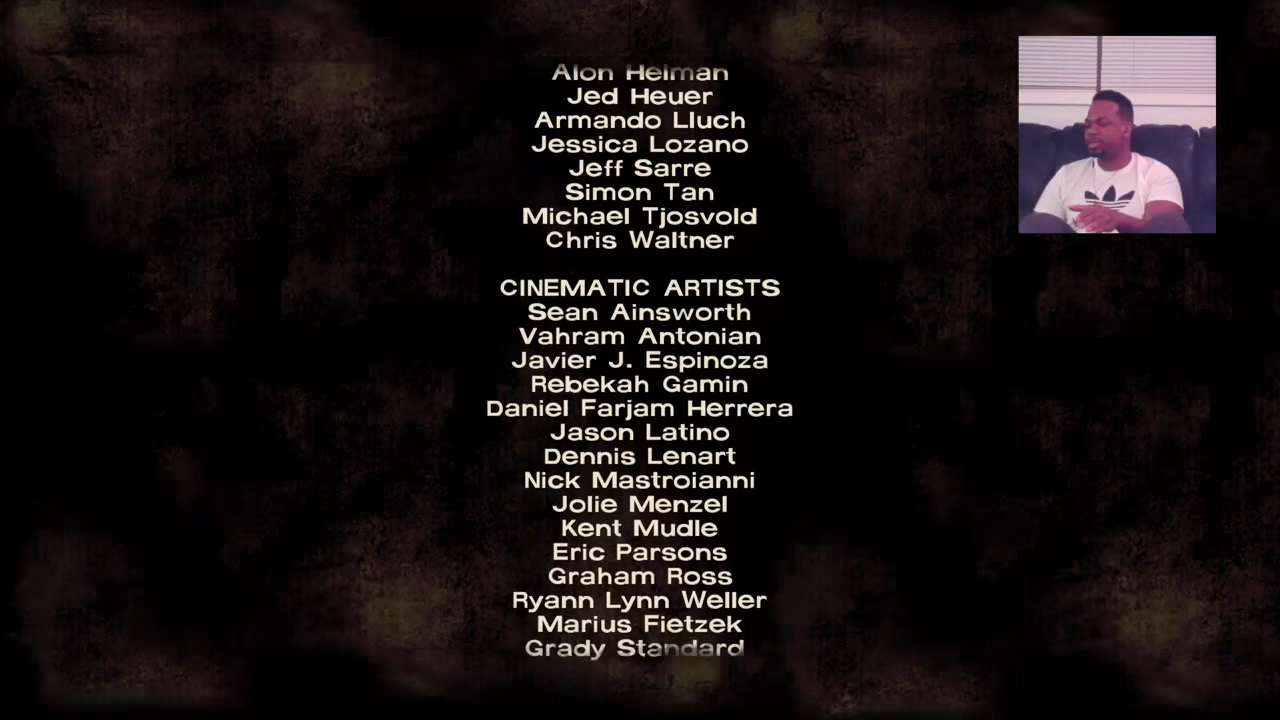 Alon Helman
Jed Heuer
Armando Lluch
Jessica Lozano
Jeff Sarre
Simon Tan
Michael Tjosvold
Chris Waltner
CINEMATIC ARTISTS
Sean Ainsworth
Vahram Antonian
Javier J. Espinoza
Rebekah Gamin
Daniel Farjam Herrera
Jason Latino
Dennis Lenart
Nick Mastroianni
Jolie Menzel
Kent Mudle
Eric Parsons
Graham Ross
Ryann Lynn Weller
Marius Fietzek
Grady Standard